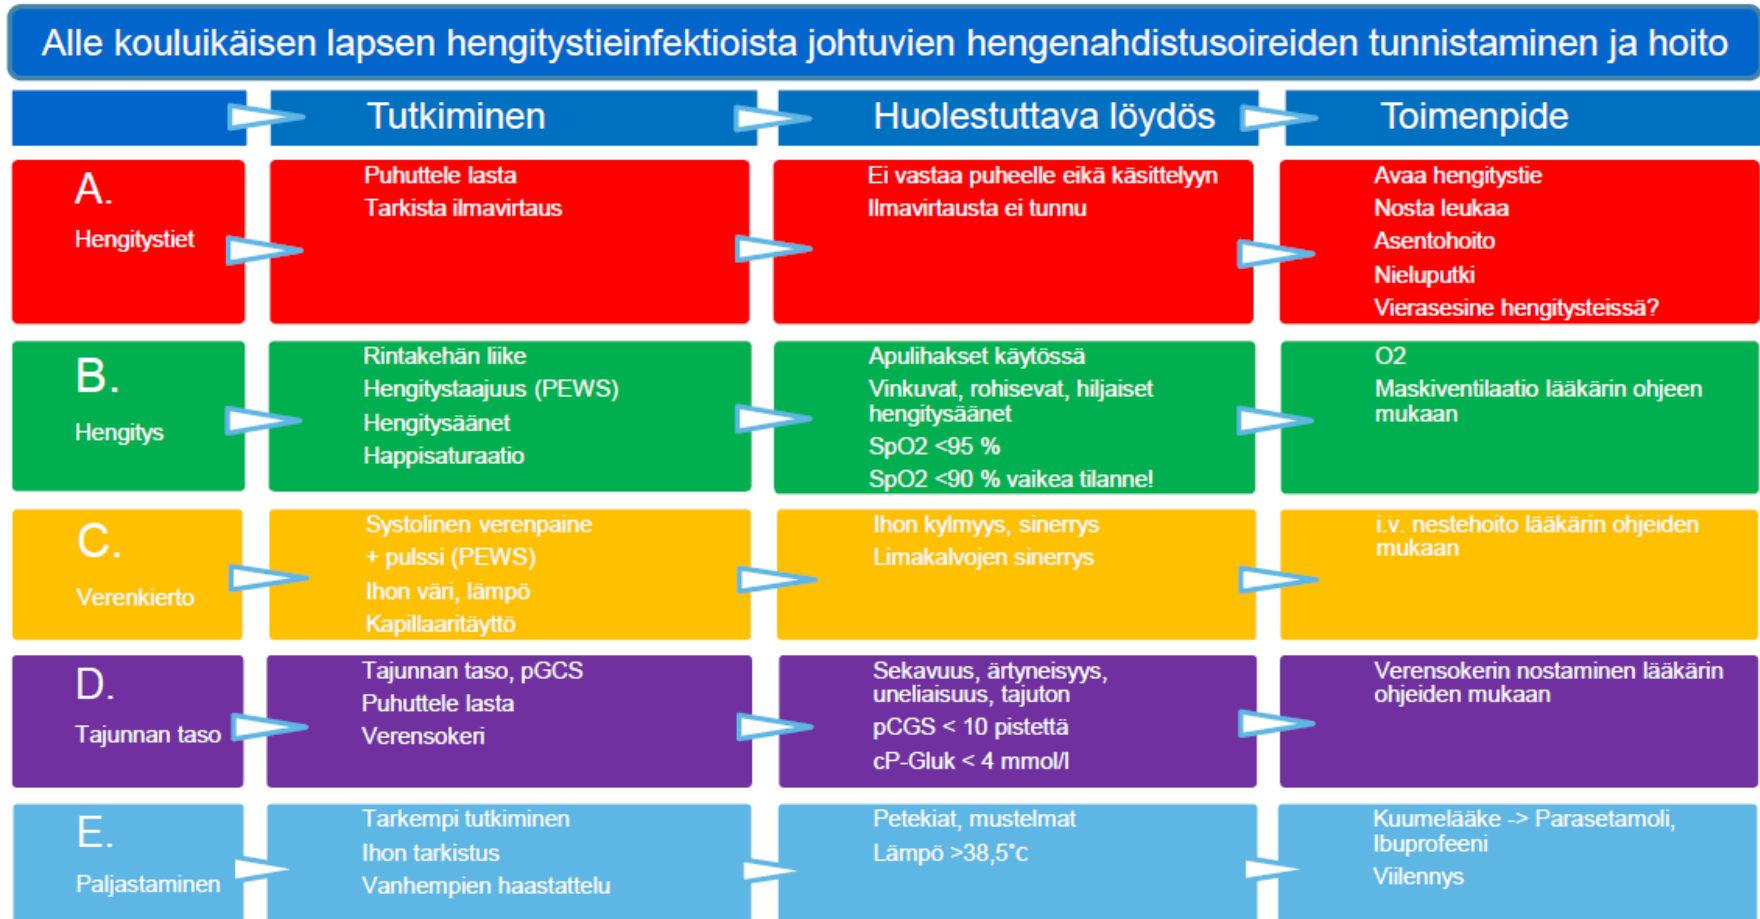 Alle kouluikäisen lapsen hengitystieinfektioista johtuvien hengenahdistusoireiden tunnistaminen ja hoito
Tutkiminen
Huolestuttava löydös
Toimenpide
A.
Hengitystiet
Puhuttele lasta
Tarkista ilmavirtaus
Ei vastaa puheelle eikä käsittelyyn
Ilmavirtausta ei tunnu
Avaa hengitystie
Nosta leukaa
Asentohoito
Nieluputki
Vierasesine hengitysteissä?
B.
Hengitys
Rintakehän liike
Hengitystaajuus (PEWS)
Hengitysäänet
Happisaturaatio
Apulihakset käytössä
Vinkuvat, rohisevat, hiljaiset
hengitysäänet
SpO2 <95 %
SpO2 <90 % vaikea tilanne!
O2
Maskiventilaatio lääkärin ohjeen
mukaan
C.
Verenkierto
Systolinen verenpaine
+ pulssi (PEWS)
Ihon väri, lämpö
Kapillaaritäyttö
Ihon kylmyys, sinerrys
Limakalvojen sinerrys
i.v. nestehoito lääkärin ohjeiden
mukaan
D.
Tajunnan taso
Tajunnan taso, pGCS
Puhuttele lasta
Verensokeri
Sekavuus, ärtyneisyys,
uneliaisuus, tajuton
pCGS < 10 pistettä
cP-Gluk < 4 mmol/l
Verensokerin nostaminen lääkärin
ohjeiden mukaan
E.
Paljastaminen
Tarkempi tutkiminen
Ihon tarkistus
Vanhempien haastattelu
Petekiat, mustelmat
Lämpö >38,5˚c
Kuumelääke -> Parasetamoli,
Ibuprofeeni
Viilennys